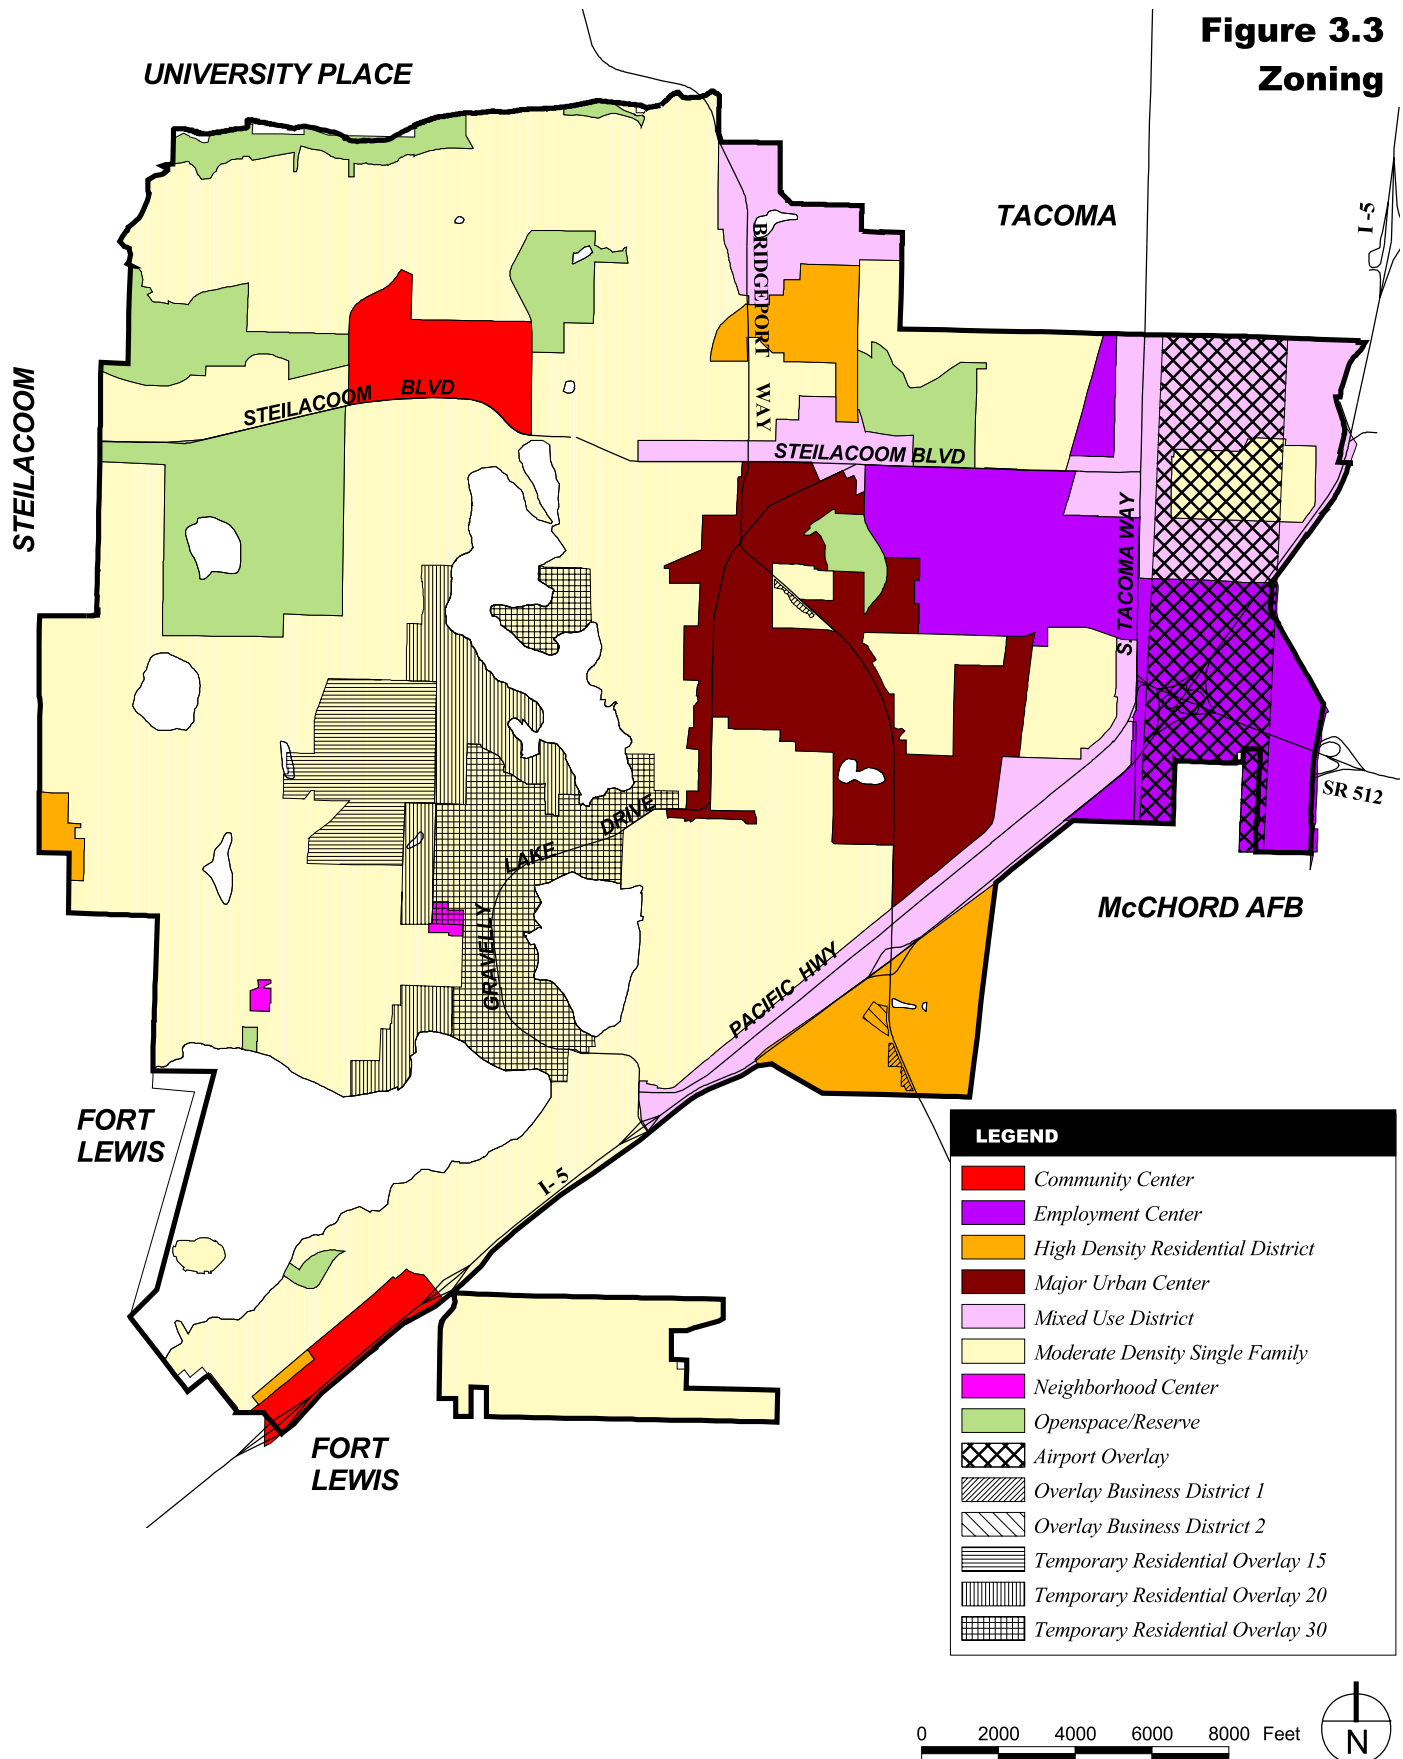 Figure 3.3
Zoning
UNIVERSITY PLACE
TACOMA
I -5
BRIDGEPORT WAY
STEILACOOM
STEILACOOM BLVD
STEILACOOM BLVD
S. TACOMA WAY
SR 512
DRIVE
LAKE
GRAVELLY
McCHORD AFB
PACIFIC HWY
FORT
LEWIS
I- 5
FORT
LEWIS
LEGEND
Community Center
Employment Center
High Density Residential District
Major Urban Center
Mixed Use District
Moderate Density Single Family
Neighborhood Center
Openspace/Reserve
Airport Overlay
Overlay Business District 1
Overlay Business District 2
Temporary Residential Overlay 15
Temporary Residential Overlay 20
Temporary Residential Overlay 30
0 2000 4000 6000 8000 Feet
N